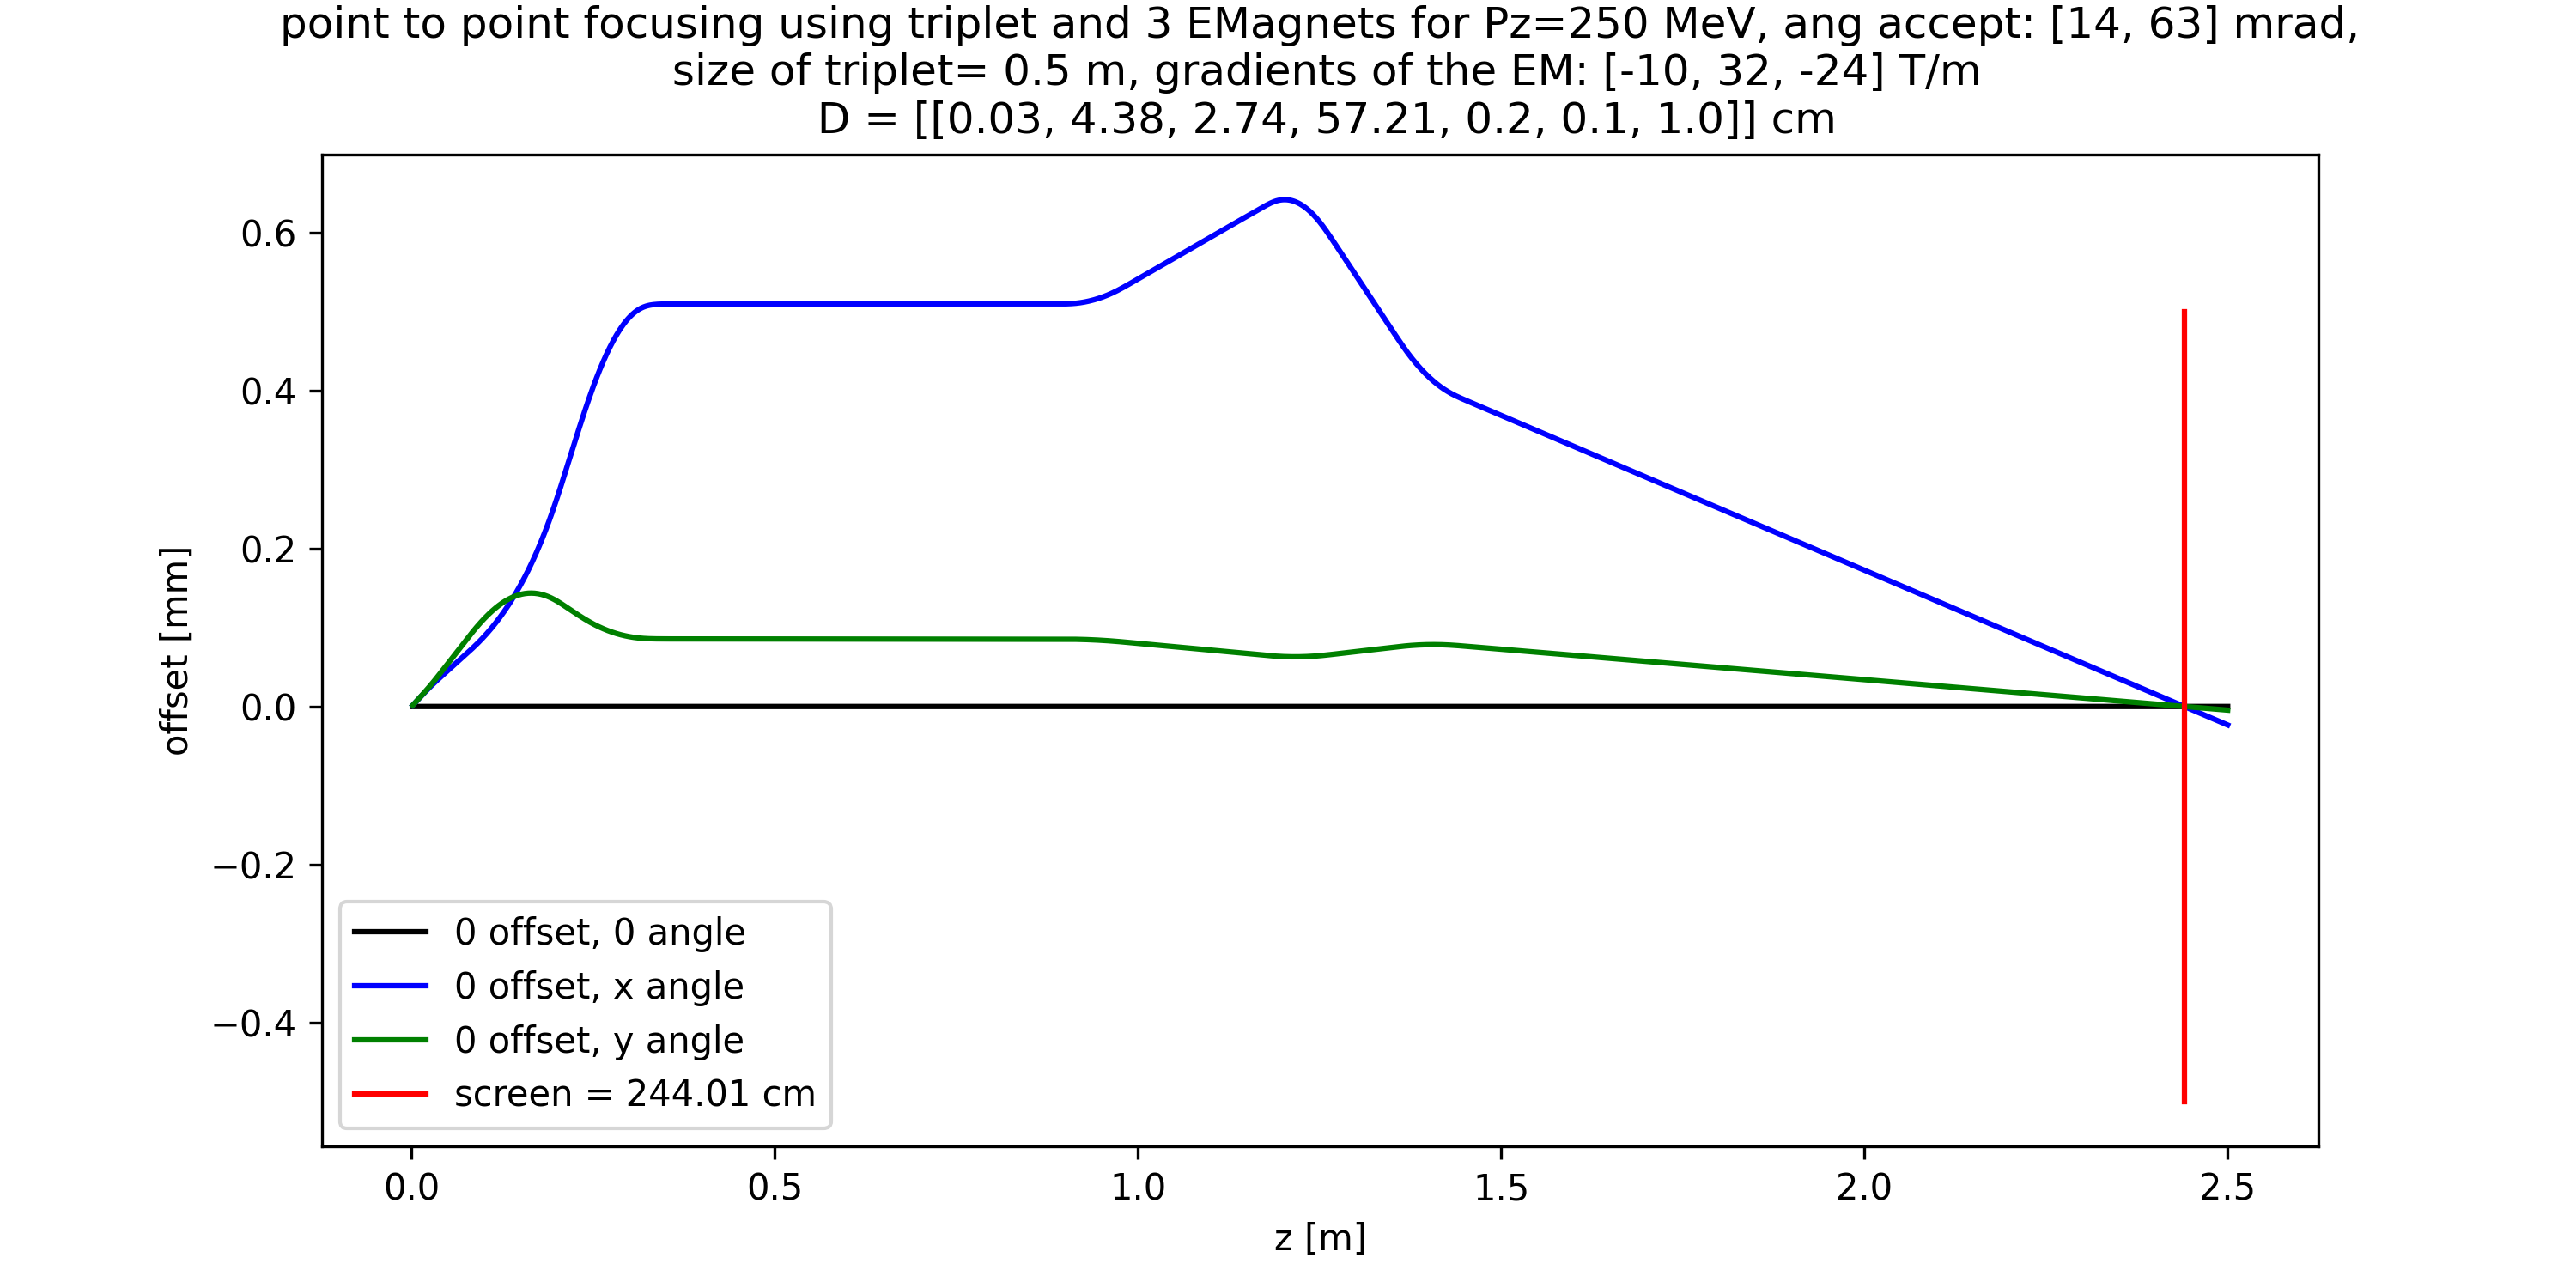 point to point focusing using triplet and 3 EMagnets for Pz=250 MeV, ang accept: [14, 63] mrad,
size of triplet= 0.5 m, gradients of the EM: [-10, 32, -24] T/m
D = [[0.03, 4.38, 2.74, 57.21, 0.2, 0.1, 1.0]] cm
offset [mm]
0.6
0.4
0.2
0.0
−0.2
−0.4
0 offset, 0 angle
0 offset, x angle
0 offset, y angle
screen = 244.01 cm
0.0 0.5 1.0 1.5 2.0 2.5
z [m]